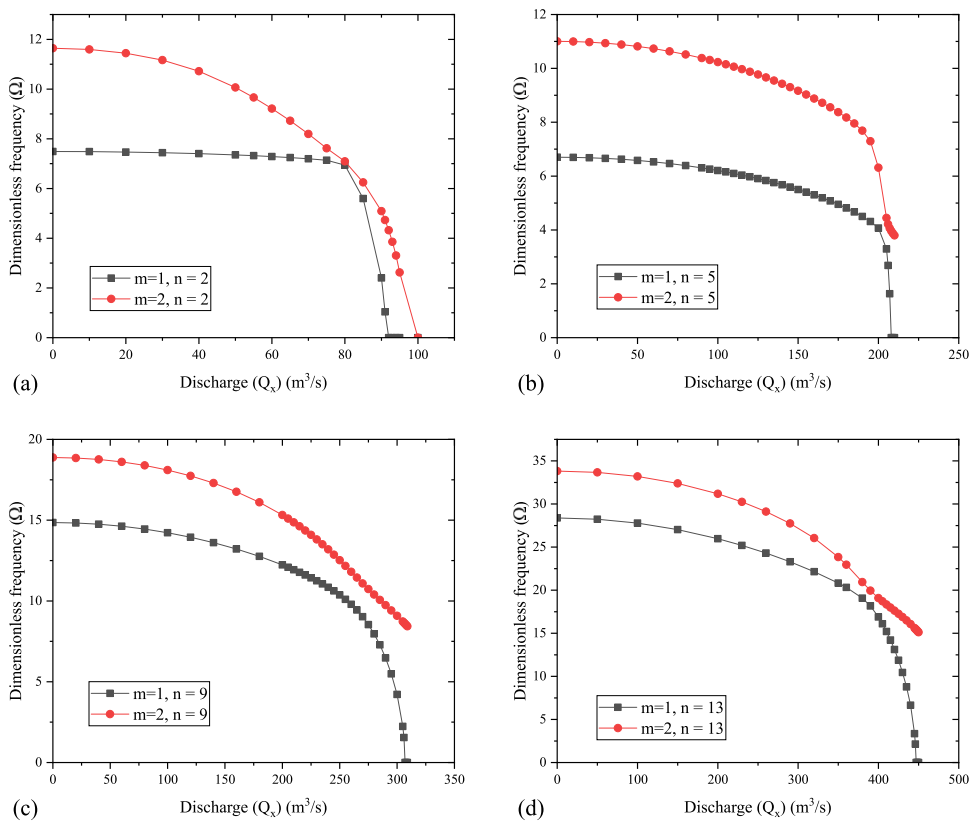 12
10
8
6
4
2
0
Dimensionless frequency (Ω)
m=1, n = 2
m=2, n = 2
0 20 40 60 80 100
(a) Discharge (Qx) (m³/s)
12
10
8
6
4
2
0
Dimensionless frequency (Ω)
m=1, n = 5
m=2, n = 5
0 50 100 150 200 250
(b) Discharge (Qx) (m³/s)
20
15
10
5
0
Dimensionless frequency (Ω)
m=1, n = 9
m=2, n = 9
0 50 100 150 200 250 300 350
(c) Discharge (Qx) (m³/s)
35
30
25
20
15
10
5
0
Dimensionless frequency (Ω)
m=1, n = 13
m=2, n = 13
0 100 200 300 400 500
(d) Discharge (Qx) (m³/s)